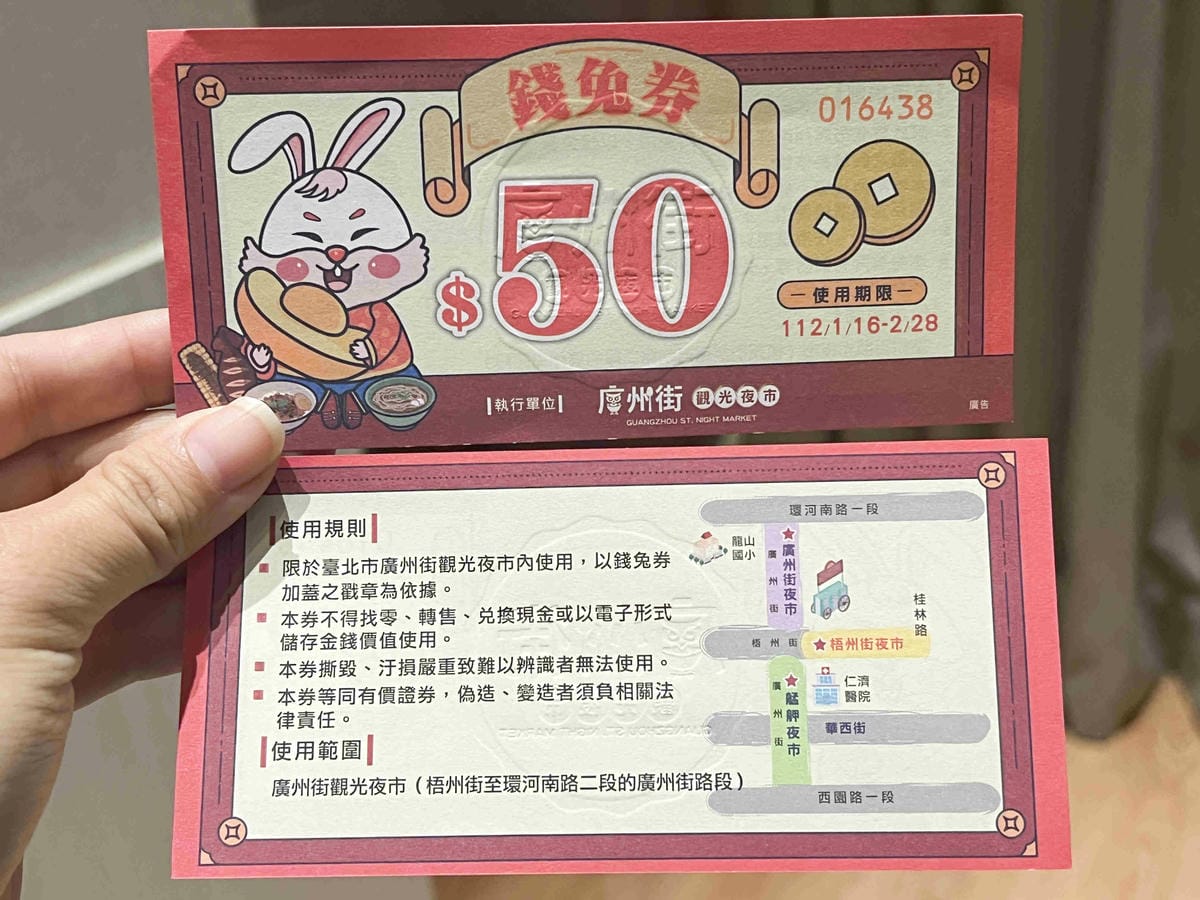 錢兔券
016438
$50
使用期限
112/1/16-2/28
執行單位
廣州街 觀光夜市
GUANGZHOU ST. NIGHT MARKET
廣告
使用規則
限於臺北市廣州街觀光夜市內使用，以錢兔券
加蓋之戳章為依據。
本券不得找零、轉售、兌換現金或以電子形式
儲存金錢價值使用。
本券撕毀、汙損嚴重致難以辨識者無法使用。
本券等同有價證券，偽造、變造者須負相關法
律責任。
使用範圍
廣州街觀光夜市（梧州街至環河南路二段的廣州街路段）
環河南路一段
龍山
國小
廣州街
廣州街夜市
桂林路
梧州街
梧州街夜市
仁濟
醫院
廣州街
艋舺夜市
華西街
西園路一段